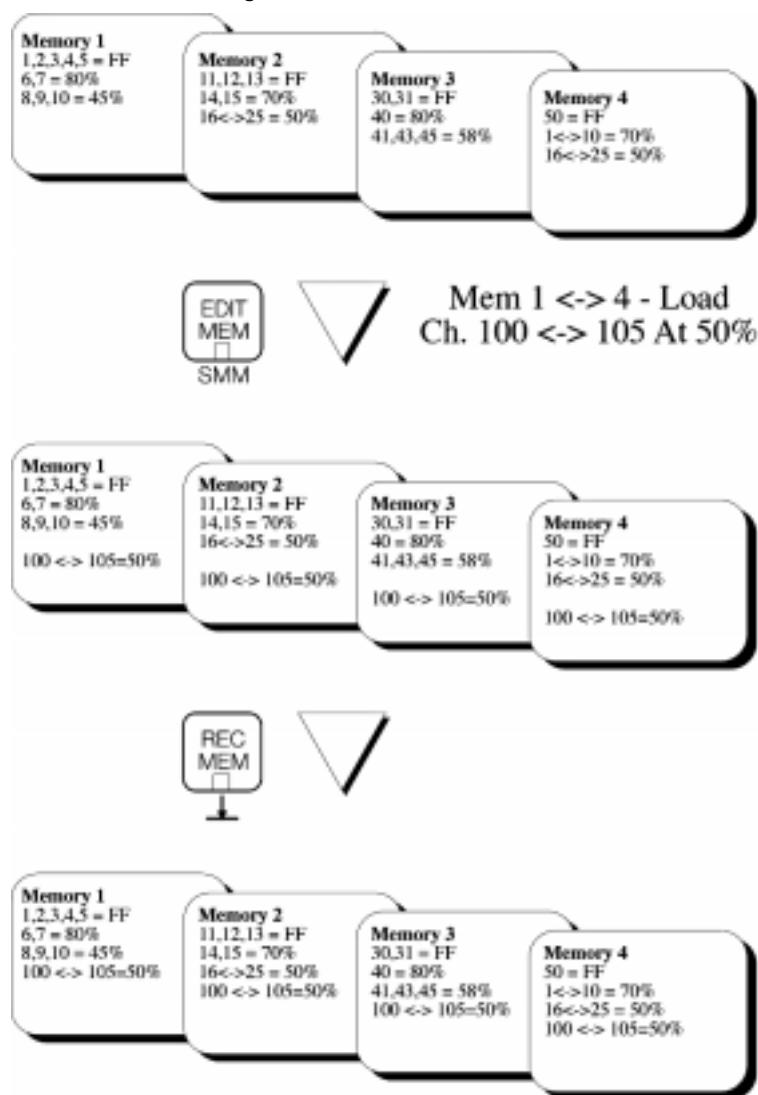 Memory 1
1,2,3,4,5 = FF
6,7 = 80%
8,9,10 = 45%
Memory 2
11,12,13 = FF
14,15 = 70%
16<->25 = 50%
Memory 3
30,31 = FF
40 = 80%
41,43,45 = 58%
Memory 4
50 = FF
1<->10 = 70%
16<->25 = 50%
EDIT
MEM
SMM
Mem 1 <-> 4 - Load
Ch. 100 <-> 105 At 50%
Memory 1
1,2,3,4,5 = FF
6,7 = 80%
8,9,10 = 45%
100 <-> 105=50%
Memory 2
11,12,13 = FF
14,15 = 70%
16<->25 = 50%
100 <-> 105=50%
Memory 3
30,31 = FF
40 = 80%
41,43,45 = 58%
100 <-> 105=50%
Memory 4
50 = FF
1<->10 = 70%
16<->25 = 50%
100 <-> 105=50%
REC
MEM
Memory 1
1,2,3,4,5 = FF
6,7 = 80%
8,9,10 = 45%
100 <-> 105=50%
Memory 2
11,12,13 = FF
14,15 = 70%
16<->25 = 50%
100 <-> 105=50%
Memory 3
30,31 = FF
40 = 80%
41,43,45 = 58%
100 <-> 105=50%
Memory 4
50 = FF
1<->10 = 70%
16<->25 = 50%
100 <-> 105=50%